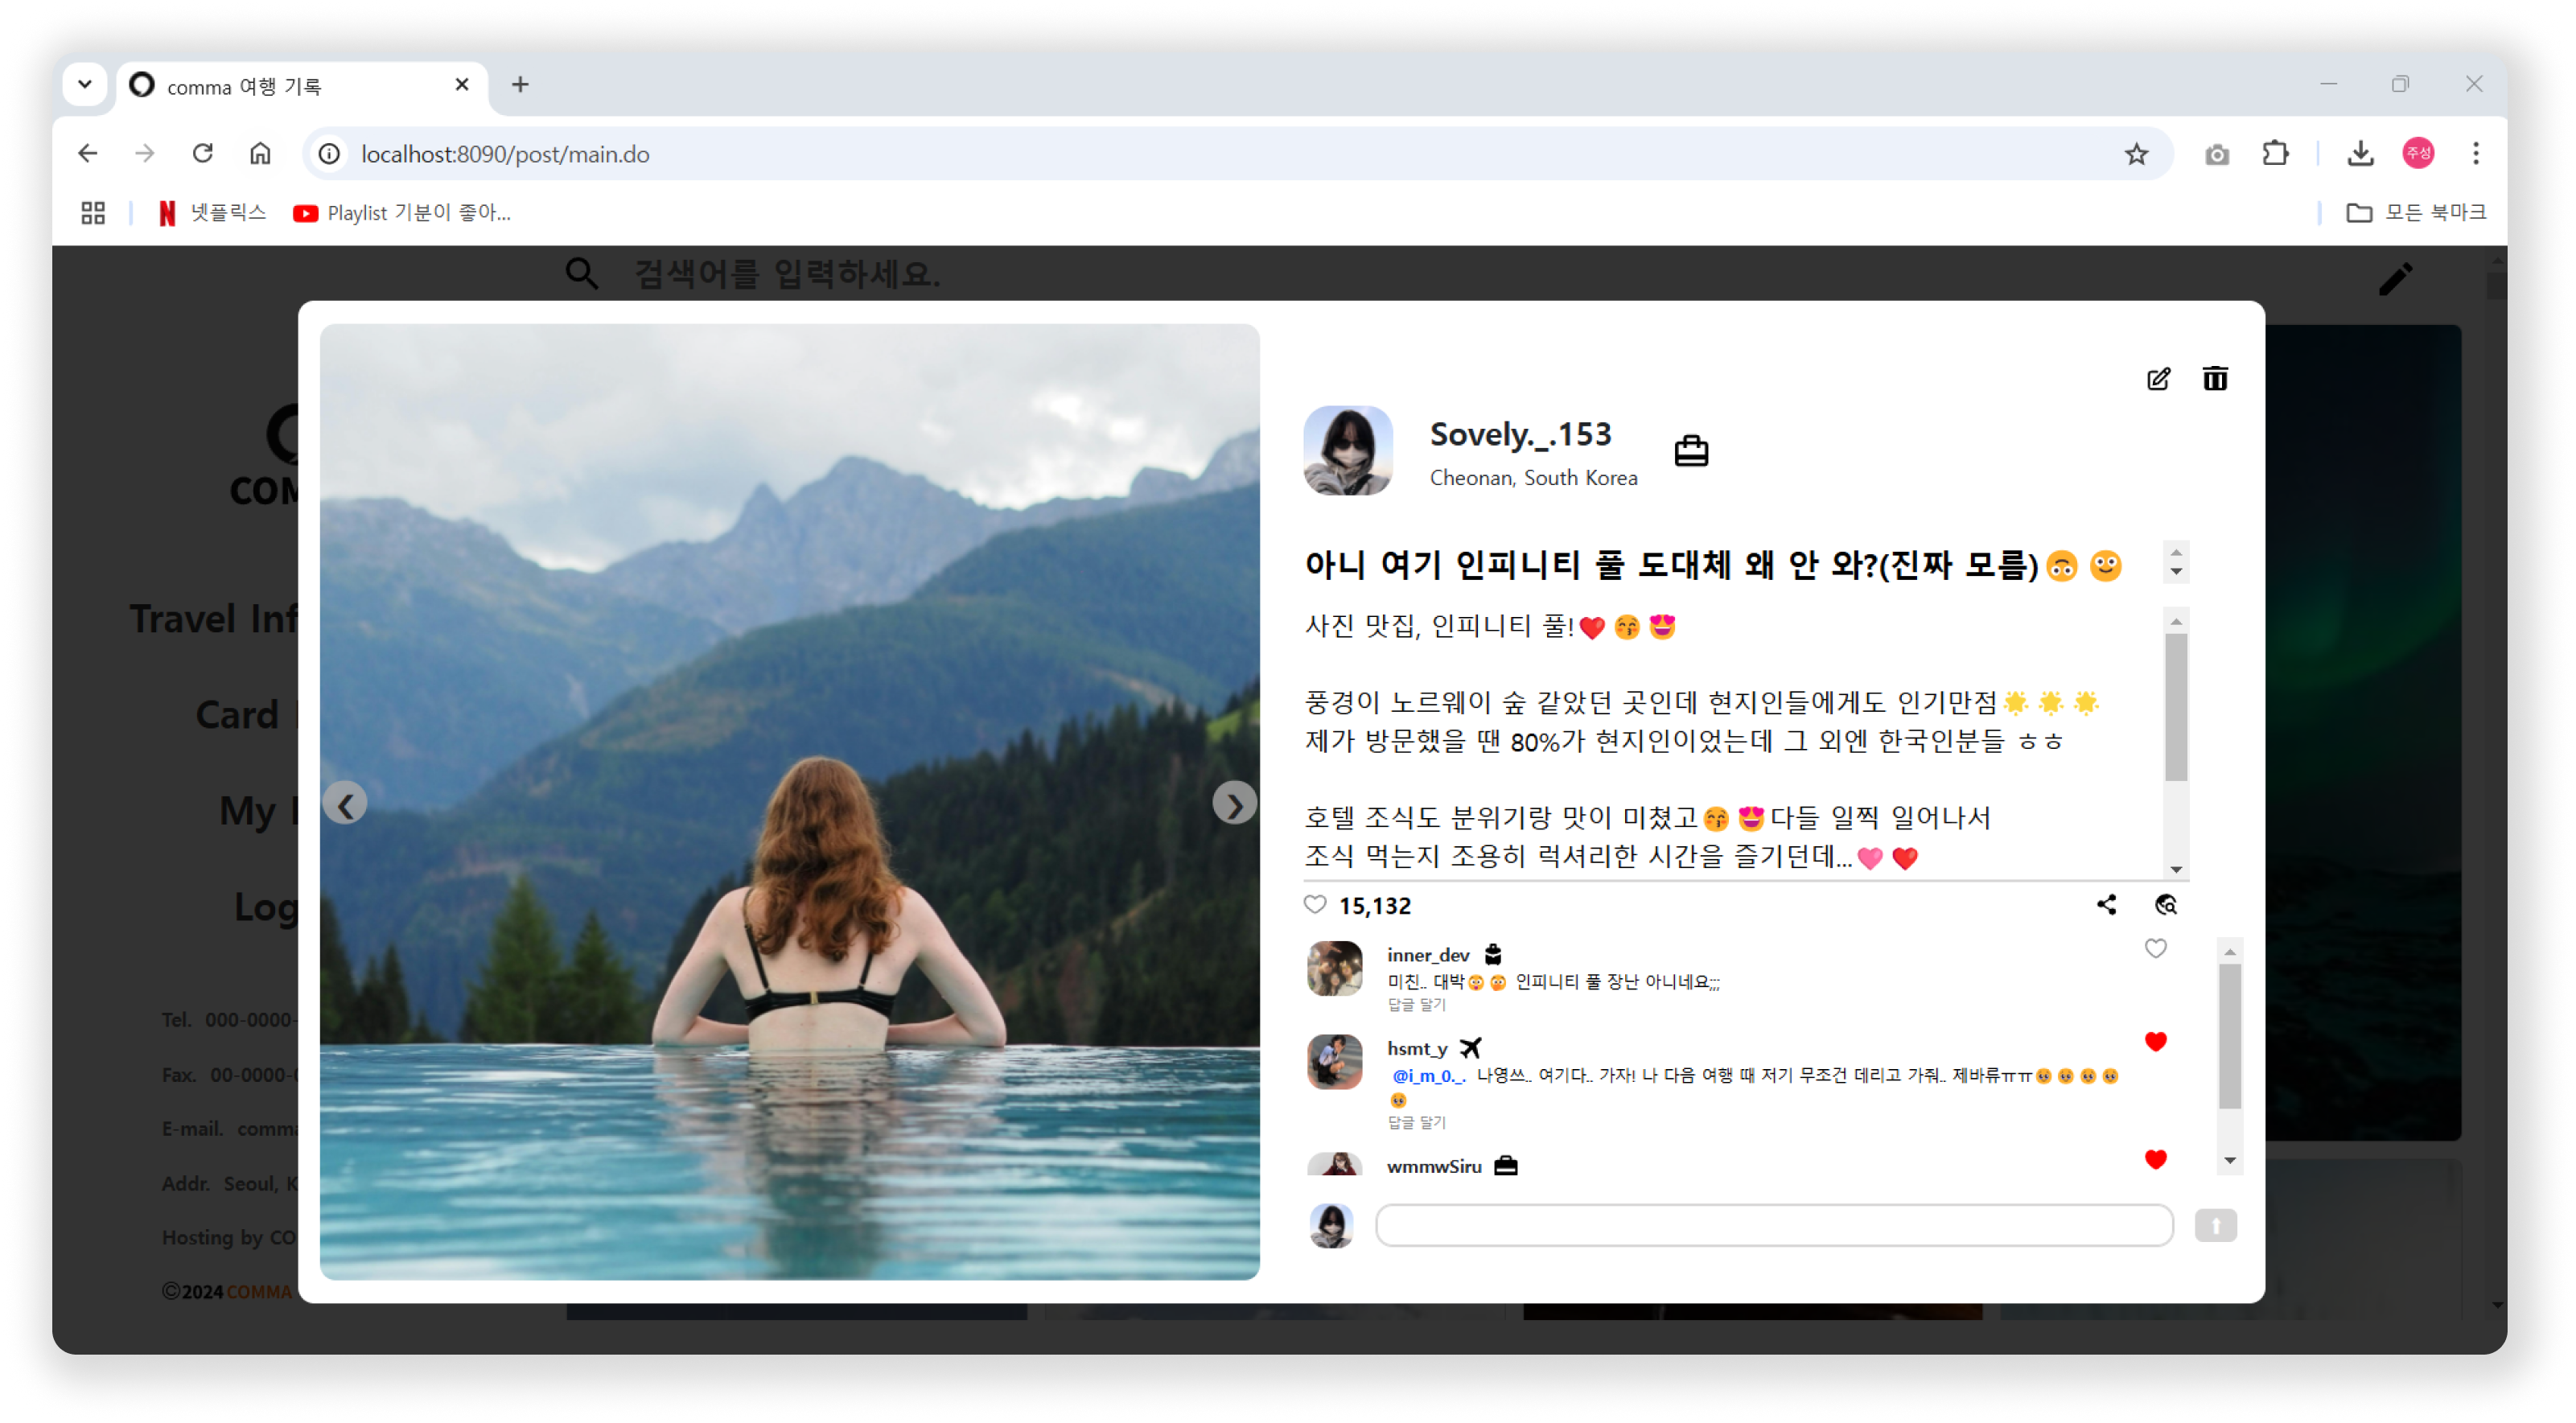 comma 여행 기록
localhost:8090/post/main.do
주성
넷플릭스
Playlist 기분이 좋아...
모든 북마크
검색어를 입력하세요.
Travel
Card
My
Tel. 000-0000-
Fax. 00-0000-
E-mail.
Addr. Seoul,
Hosting by
©2024 COMMA
Sovely._.153
Cheonan, South Korea
아니 여기 인피니티 풀 도대체 왜 안 와?(진짜 모름)🙃🙂
사진 맛집, 인피니티 풀!❤️😚😍
풍경이 노르웨이 숲 같았던 곳인데 현지인들에게도 인기만점🌟🌟🌟
제가 방문했을 땐 80%가 현지인이었는데 그 외엔 한국인분들 ㅎㅎ
호텔 조식도 분위기랑 맛이 미쳤고😚😍다들 일찍 일어나서
조식 먹는지 조용히 럭셔리한 시간을 즐기던데...🩷❤️
15,132
inner_dev
미친.. 대박 인피니티 풀 장난 아니네요;;;
답글 달기
hsmt_y
@i_m_0._. 나영쓰.. 여기다.. 가자! 나 다음 여행 때 저기 무조건 데리고 가줘.. 제바류ㅠㅠ🥺🥺🥺🥺
🥺
답글 달기
wmmwSiru